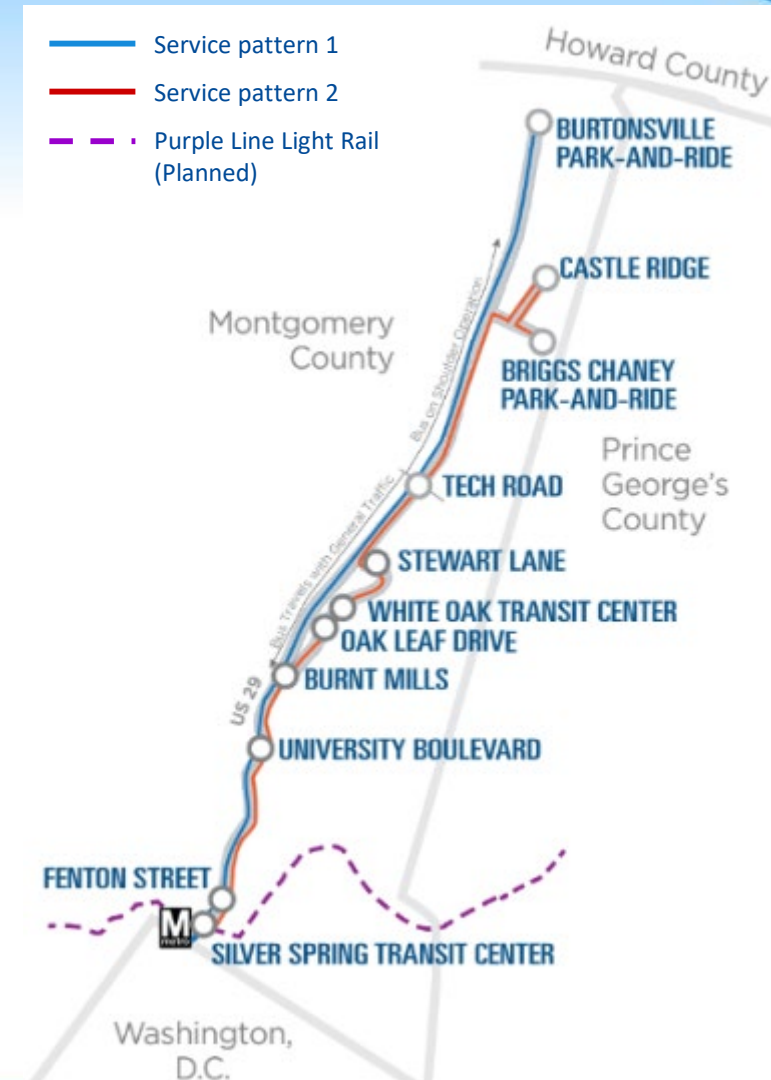 Service pattern 1
Service pattern 2
Purple Line Light Rail
(Planned)
Howard County
BURTONSVILLE
PARK-AND-RIDE
CASTLE RIDGE
Montgomery
County
Bus on Shoulder Operation
BRIGGS CHANEY
PARK-AND-RIDE
Prince
George's
County
TECH ROAD
Bus Travels with General Traffic
STEWART LANE
WHITE OAK TRANSIT CENTER
OAK LEAF DRIVE
BURNT MILLS
US 29
UNIVERSITY BOULEVARD
FENTON STREET
M
metro
SILVER SPRING TRANSIT CENTER
Washington,
D.C.